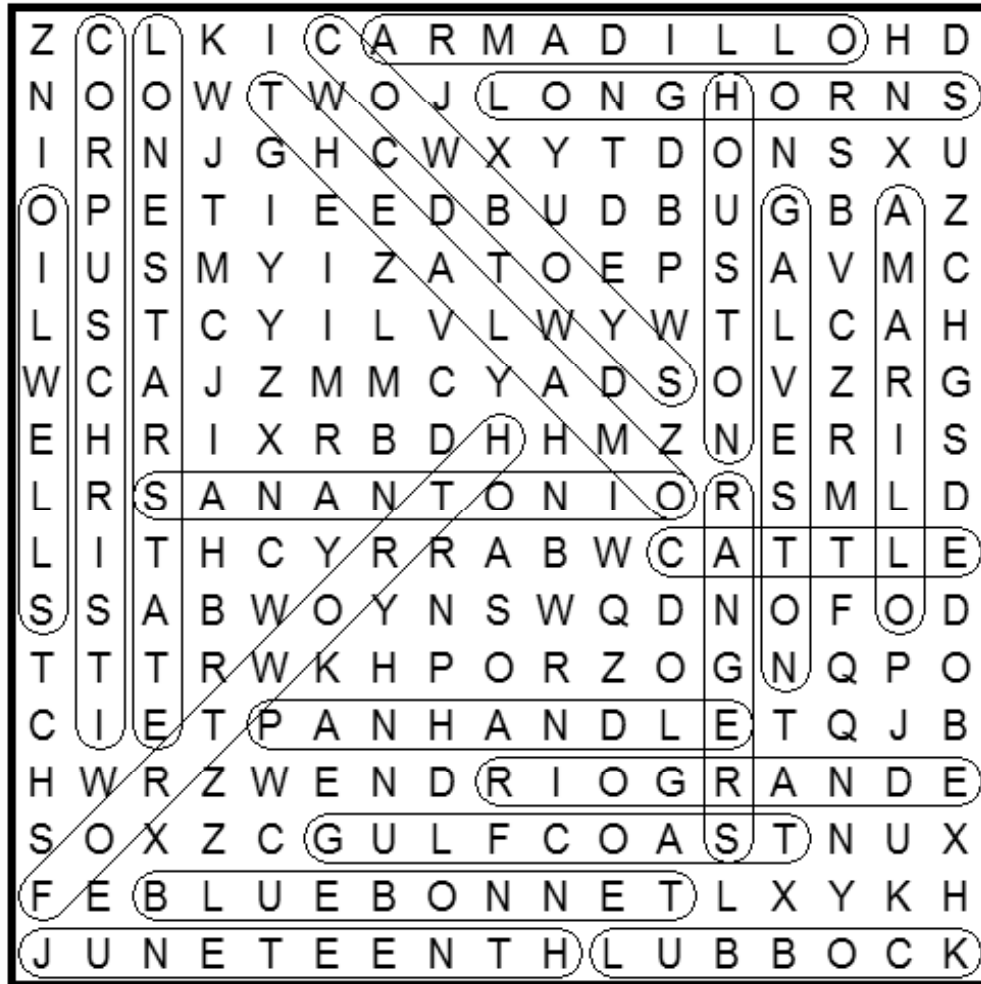 Z C L K I C A R M A D I L L O H D
N O O W T W O J L O N G H O R N S
I R N J G H C W X Y T D O N S X U
O P E T I E E D B U D B U G B A Z
I U S M Y I Z A T O E P S A V M C
L S T C Y I L V L W Y W T L C A H
W C A J Z M M C Y A D S O V Z R G
E H R I X R B D H H M Z N E R I S
L R S A N A N T O N I O R S M L D
L I T H C Y R R A B W C A T T L E
S S A B W O Y N S W Q D N O F O D
T T T R W K H P O R Z O G N Q P O
C I E T P A N H A N D L E T Q J B
H W R Z W E N D R I O G R A N D E
S O X Z C G U L F C O A S T N U X
F E B L U E B O N N E T L X Y K H
J U N E T E E N T H L U B B O C K